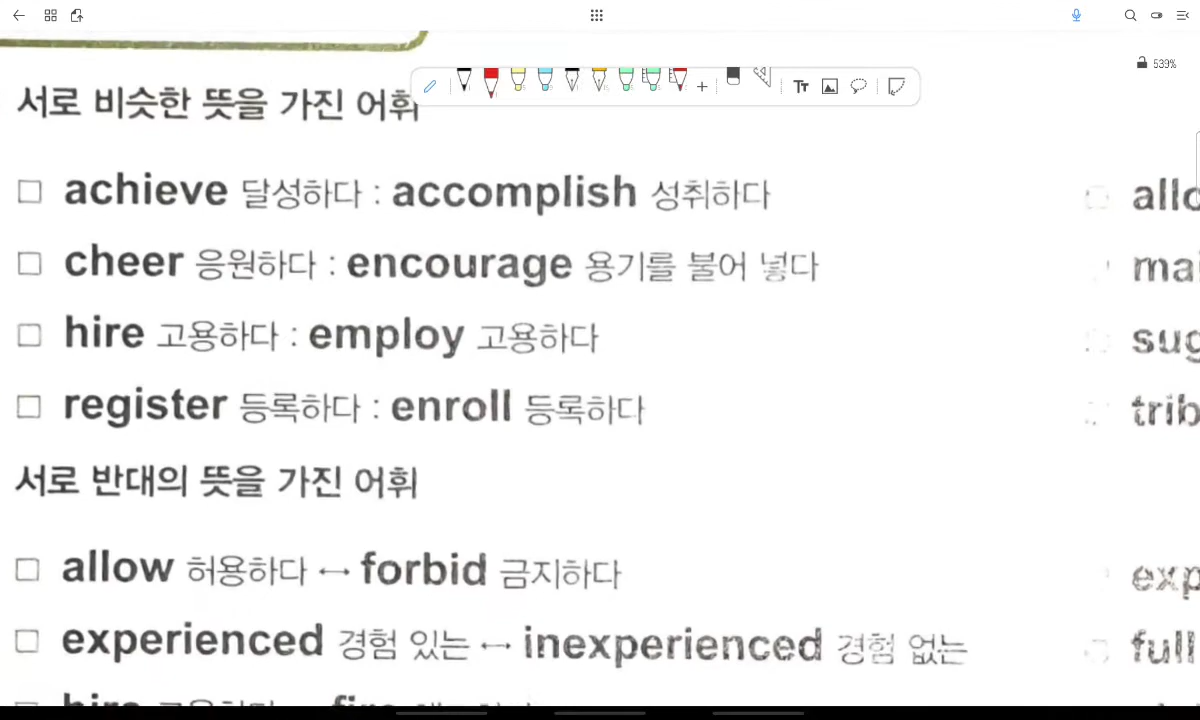 539%
서로 비슷한 뜻을 가진 어휘
achieve 달성하다 : accomplish 성취하다
cheer 응원하다 : encourage 용기를 불어 넣다
hire 고용하다 : employ 고용하다
register 등록하다 : enroll 등록하다
서로 반대의 뜻을 가진 어휘
allow 허용하다 ↔ forbid 금지하다
experienced 경험 있는 ↔ inexperienced 경험 없는
full